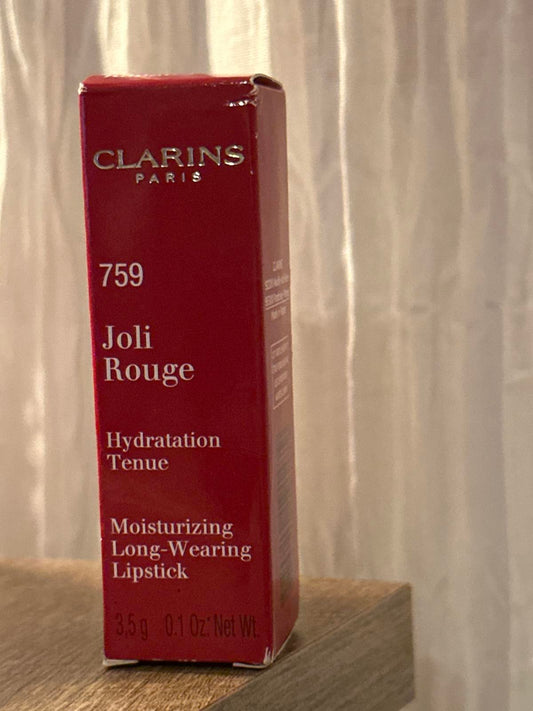 CLARINS
PARIS
759
Joli
Rouge
Hydratation
Tenue
Moisturizing
Long-Wearing
Lipstick
3,5 g 0.1 Oz. Net Wt.